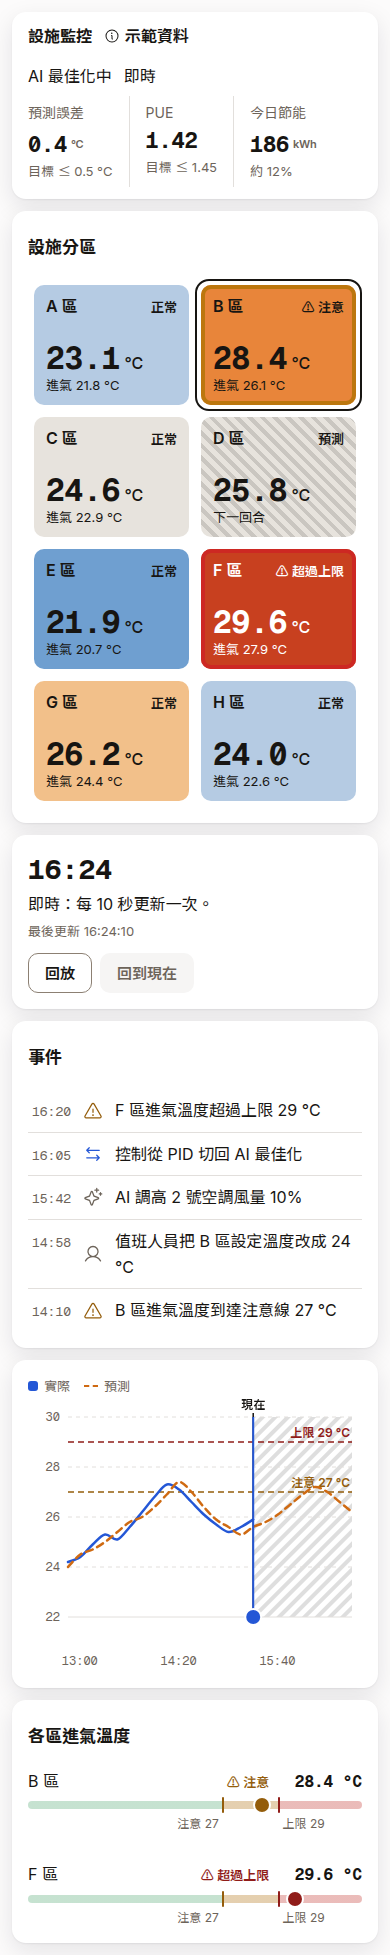 設施監控 示範資料
AI 最佳化中 即時
預測誤差 PUE 今日節能
0.4 °C 1.42 186 kWh
目標 ≤ 0.5 °C 目標 ≤ 1.45 約 12%
設施分區
A 區 正常
23.1 °C
進氣 21.8 °C
B 區 注意
28.4 °C
進氣 26.1 °C
C 區 正常
24.6 °C
進氣 22.9 °C
D 區 預測
25.8 °C
下一回合
E 區 正常
21.9 °C
進氣 20.7 °C
F 區 超過上限
29.6 °C
進氣 27.9 °C
G 區 正常
26.2 °C
進氣 24.4 °C
H 區 正常
24.0 °C
進氣 22.6 °C
16:24
即時：每 10 秒更新一次。
最後更新 16:24:10
回放 回到現在
事件
16:20 F 區進氣溫度超過上限 29 °C
16:05 控制從 PID 切回 AI 最佳化
15:42 AI 調高 2 號空調風量 10%
14:58 值班人員把 B 區設定溫度改成 24
°C
14:10 B 區進氣溫度到達注意線 27 °C
實際 預測
現在
30
上限 29 °C
28
注意 27 °C
26
24
22
13:00 14:20 15:40
各區進氣溫度
B 區 注意 28.4 °C
注意 27 上限 29
F 區 超過上限 29.6 °C
注意 27 上限 29